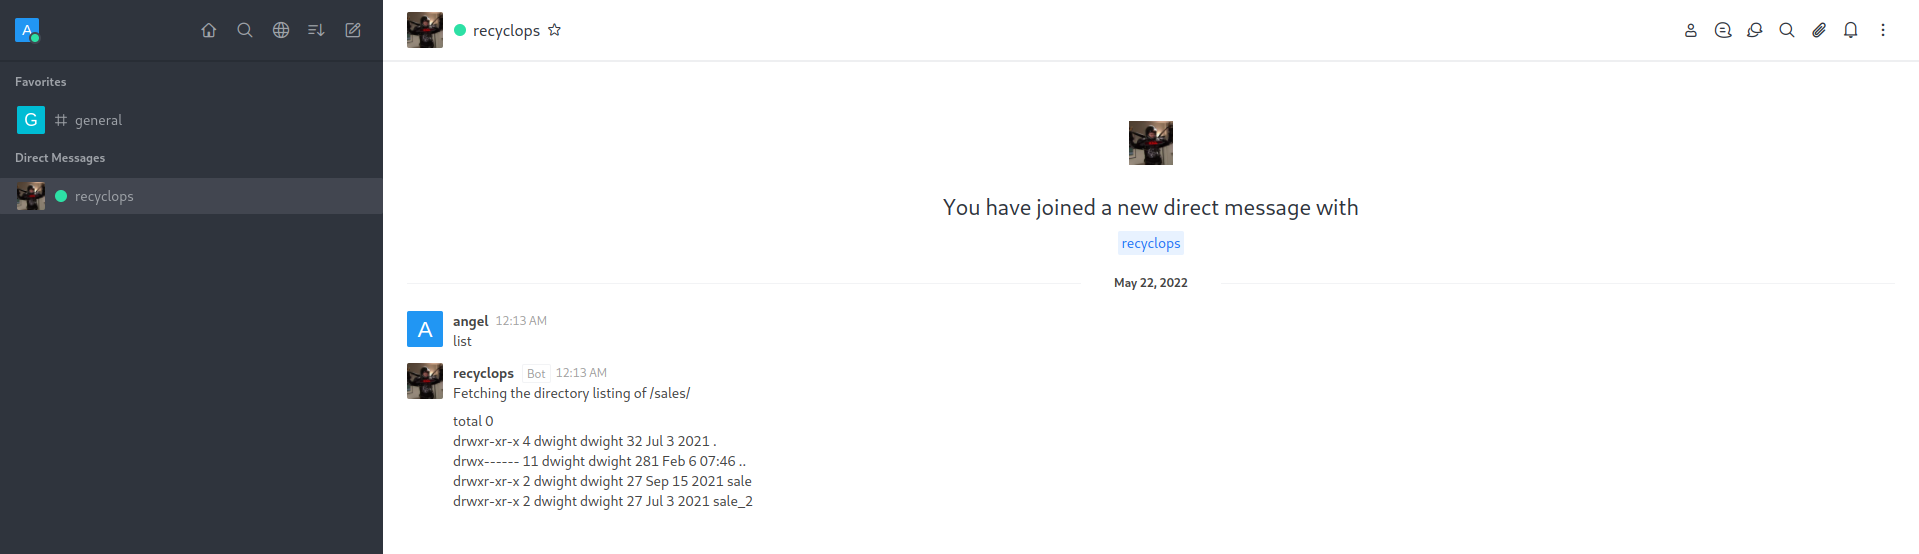 A
Favorites
G
general
Direct Messages
recyclops
recyclops
You have joined a new direct message with
recyclops
May 22, 2022
A
angel 12:13 AM
list
recyclops Bot 12:13 AM
Fetching the directory listing of /sales/
total 0
drwxr-xr-x 4 dwight dwight 32 Jul 3 2021 .
drwx------ 11 dwight dwight 281 Feb 6 07:46 ..
drwxr-xr-x 2 dwight dwight 27 Sep 15 2021 sale
drwxr-xr-x 2 dwight dwight 27 Jul 3 2021 sale_2